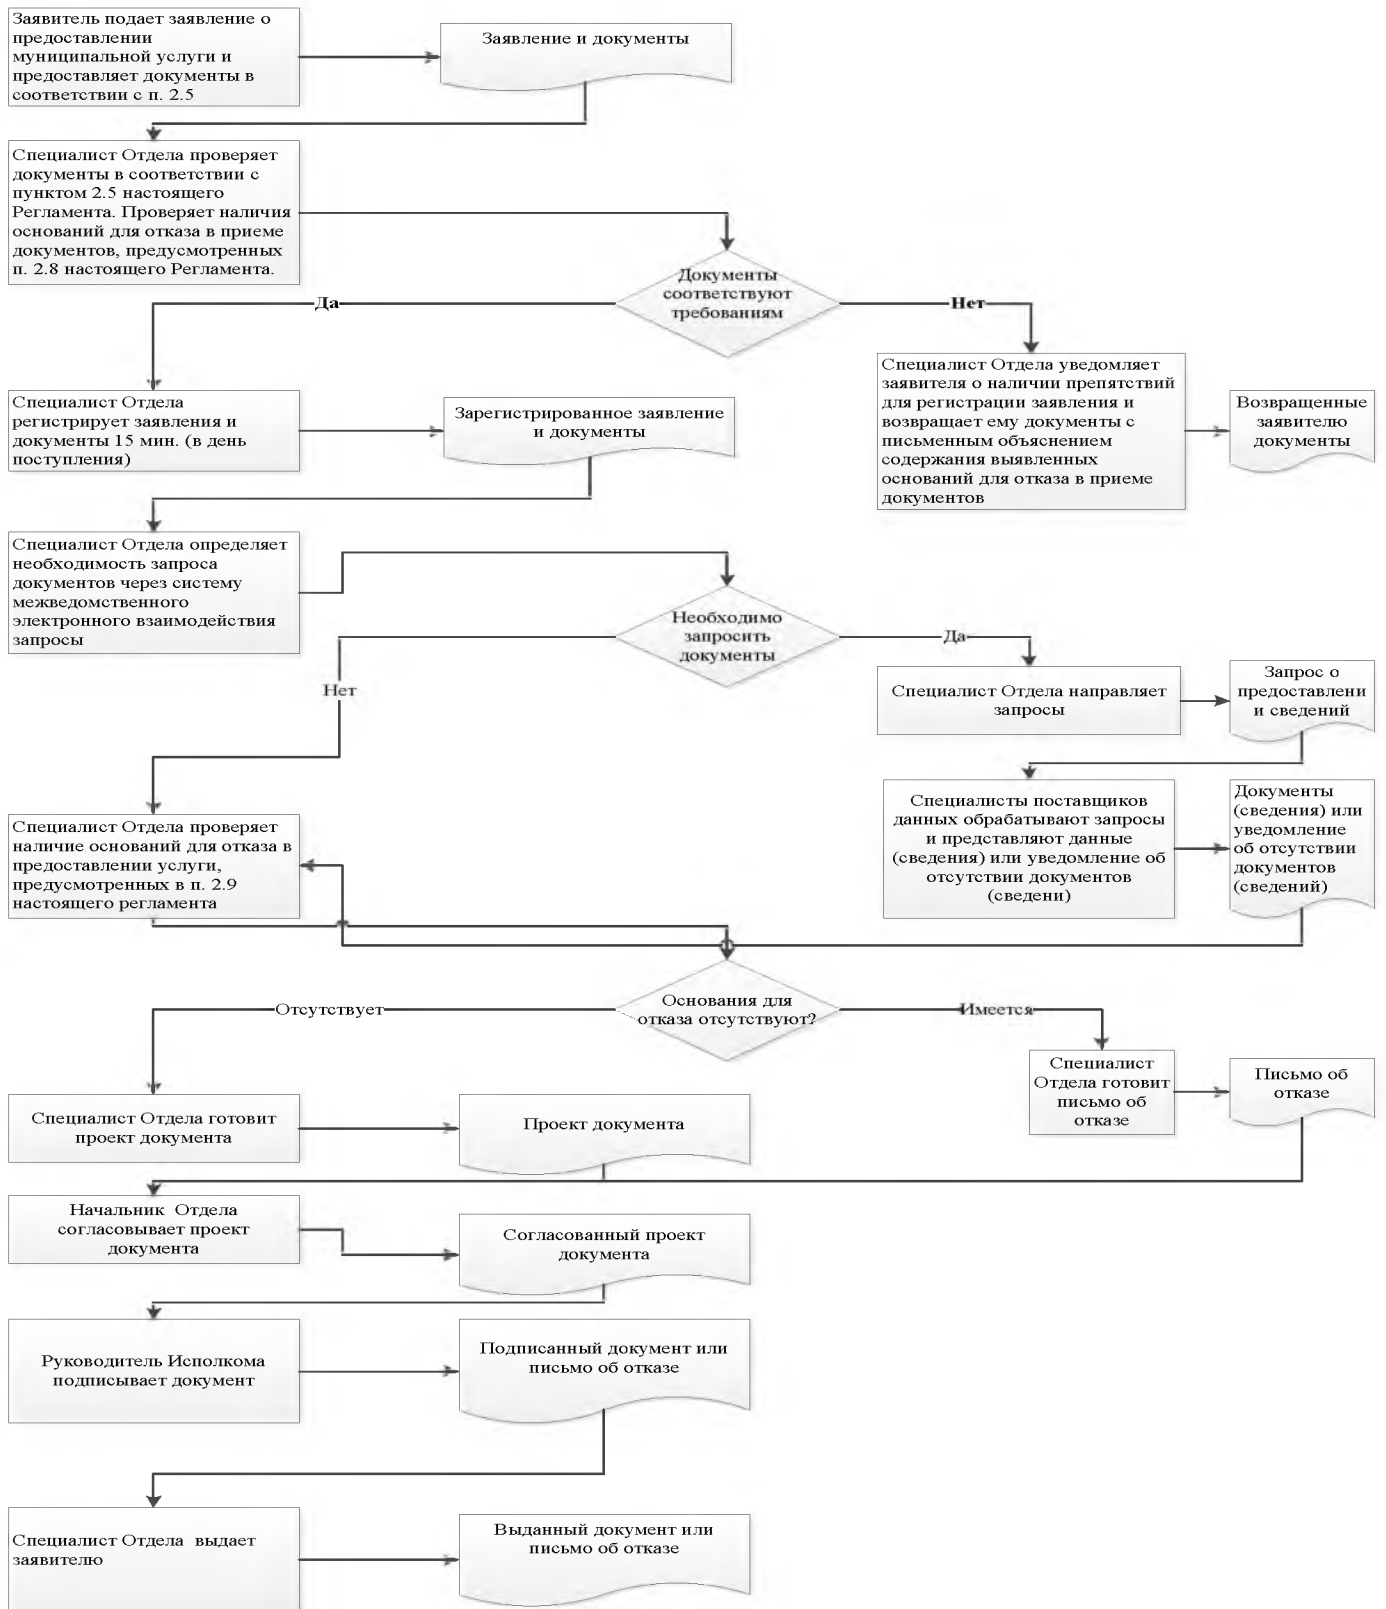 Заявитель подает заявление о
предоставлении
муниципальной услуги и
предоставляет документы в
соответствии с п. 2.5
Заявление и документы
Специалист Отдела проверяет
документы в соответствии с
пунктом 2.5 настоящего
Регламента. Проверяет наличия
оснований для отказа в приеме
документов, предусмотренных
п. 2.8 настоящего Регламента.
Документы
соответствуют
требованиям
Да
Нет
Специалист Отдела
регистрирует заявления и
документы 15 мин. (в день
поступления)
Зарегистрированное заявление
и документы
Специалист Отдела уведомляет
заявителя о наличии препятствий
для регистрации заявления и
возвращает ему документы с
письменным объяснением
содержания выявленных
оснований для отказа в приеме
документов
Возвращенные
заявителю
документы
Специалист Отдела определяет
необходимость запроса
документов через систему
межведомственного
электронного взаимодействия
запросы
Необходимо
запросить
документы
Да
Нет
Специалист Отдела направляет
запросы
Запрос о
предоставлени
и сведений
Специалисты поставщиков
данных обрабатывают запросы
и представляют данные
(сведения) или уведомление об
отсутствии документов
(сведени)
Документы
(сведения) или
уведомление
об отсутствии
документов
(сведений)
Специалист Отдела проверяет
наличие оснований для отказа в
предоставлении услуги,
предусмотренных в п. 2.9
настоящего регламента
Основания для
отказа отсутствуют?
Отсутствует
Имеется
Специалист
Отдела готовит
письмо об
отказе
Письмо об
отказе
Специалист Отдела готовит
проект документа
Проект документа
Начальник Отдела
согласовывает проект
документа
Согласованный проект
документа
Руководитель Исполкома
подписывает документ
Подписанный документ или
письмо об отказе
Специалист Отдела выдает
заявителю
Выданный документ или
письмо об отказе